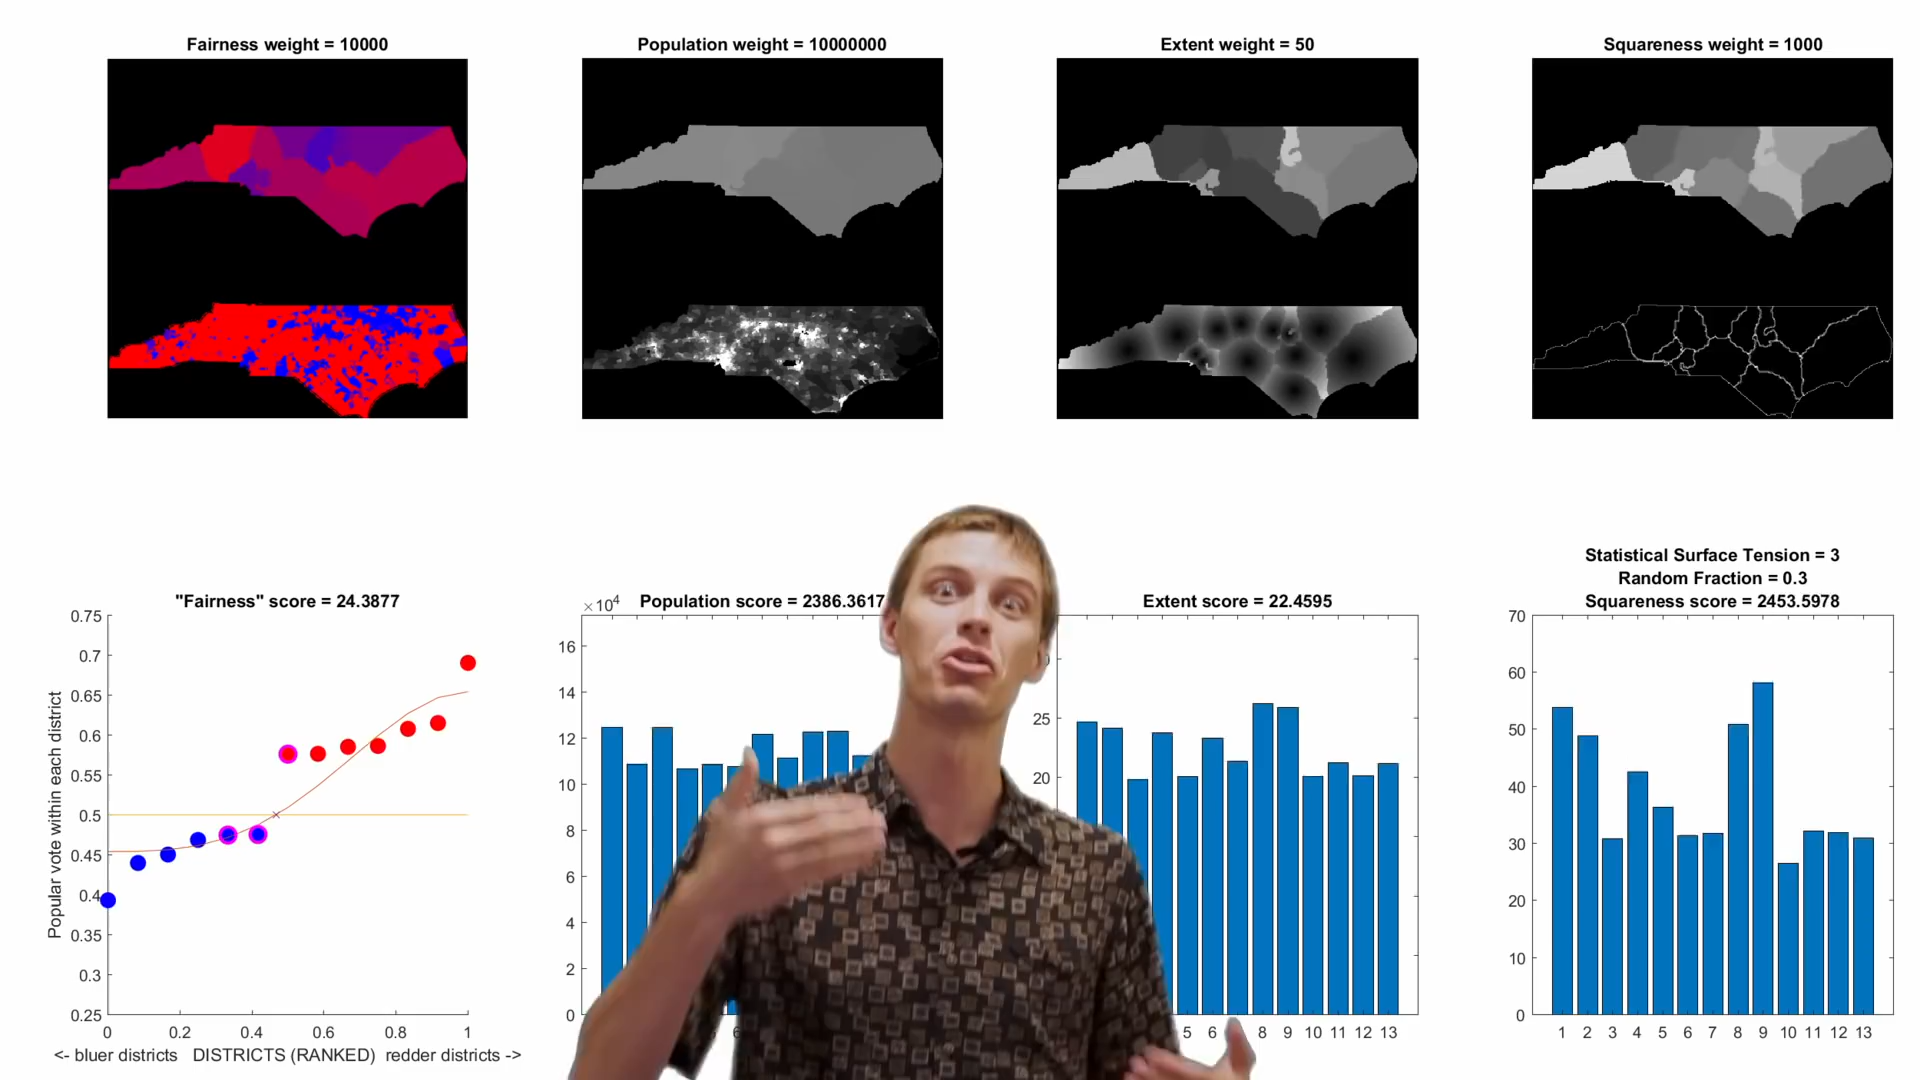 Fairness weight = 10000
Population weight = 10000000
Extent weight = 50
Squareness weight = 1000
"Fairness" score = 24.3877
0.75
0.7
0.65
0.6
0.55
0.5
0.45
0.4
0.35
0.3
0.25
Popular vote within each district
0 0.2 0.4 0.6 0.8 1
<- bluer districts DISTRICTS (RANKED) redder districts ->
×10⁴
Population score = 2386.3617
16
14
12
10
8
6
4
2
0
Extent score = 22.4595
25
20
5 6 8 9 10 11 12 13
Statistical Surface Tension = 3
Random Fraction = 0.3
Squareness score = 2453.5978
70
60
50
40
30
20
10
0
1 2 3 4 5 6 7 8 9 10 11 12 13